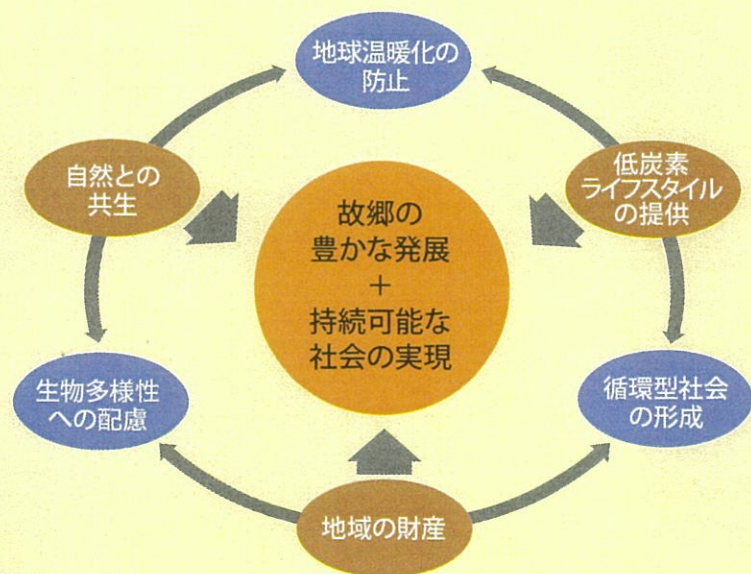 地球温暖化の
防止
自然との
共生
低炭素
ライフスタイル
の提供
故郷の
豊かな発展
+
持続可能な
社会の実現
生物多様性
への配慮
循環型社会
の形成
地域の財産